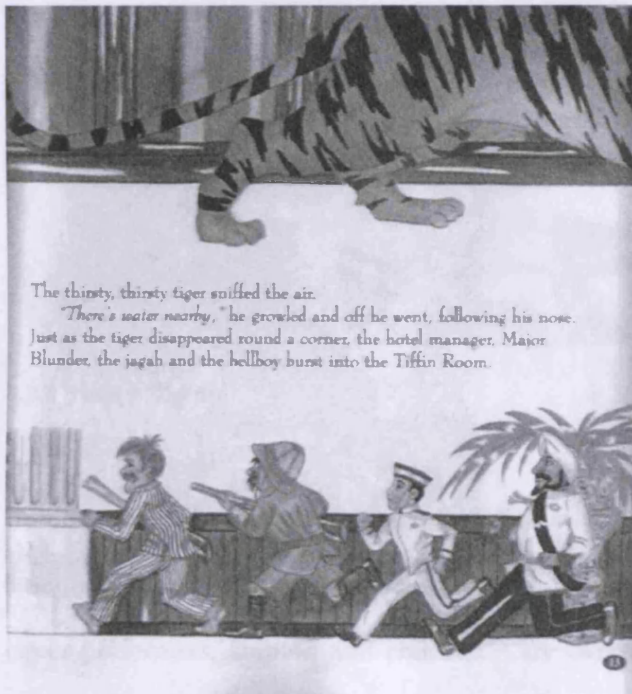 The thirsty, thirsty tiger sniffed the air.
"There's water nearby," he growled and off he went, following his nose.
Just as the tiger disappeared round a corner, the hotel manager, Major
Blunder, the jagah and the bellboy burst into the Tiffin Room.
13